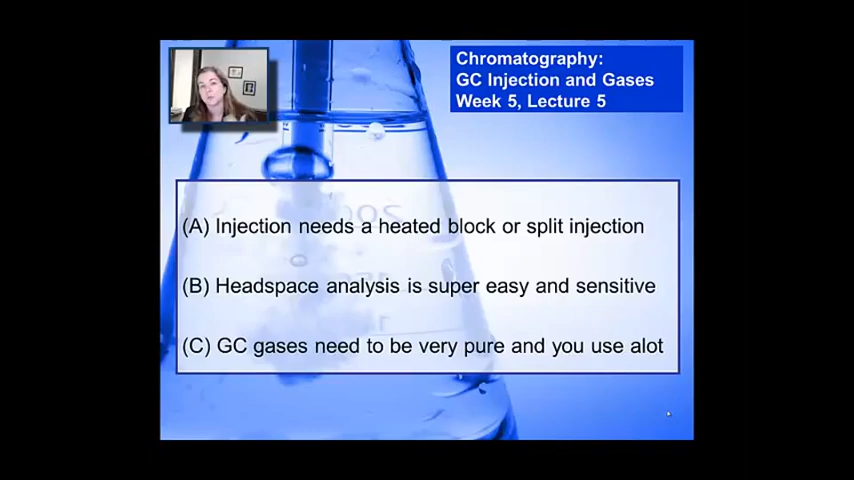 Chromatography:
GC Injection and Gases
Week 5, Lecture 5
(A) Injection needs a heated block or split injection
(B) Headspace analysis is super easy and sensitive
(C) GC gases need to be very pure and you use alot